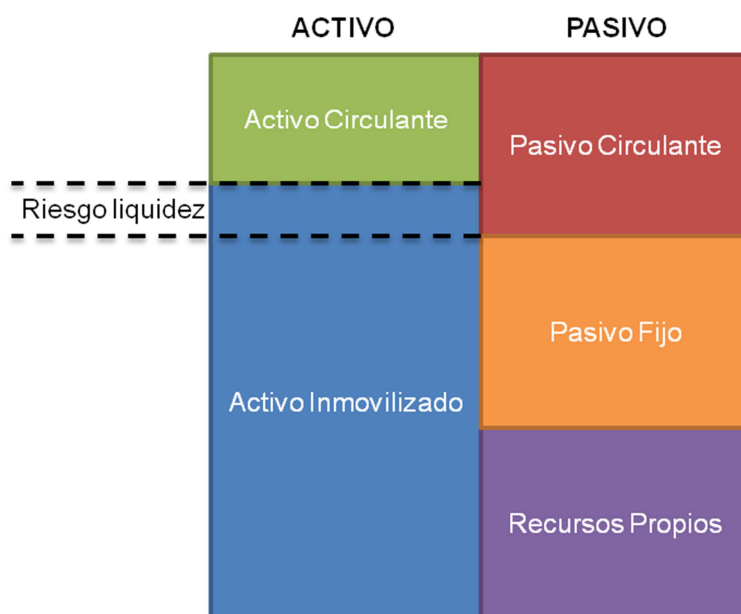 ACTIVO
PASIVO
Activo Circulante
Pasivo Circulante
Riesgo liquidez
Pasivo Fijo
Activo Inmovilizado
Recursos Propios